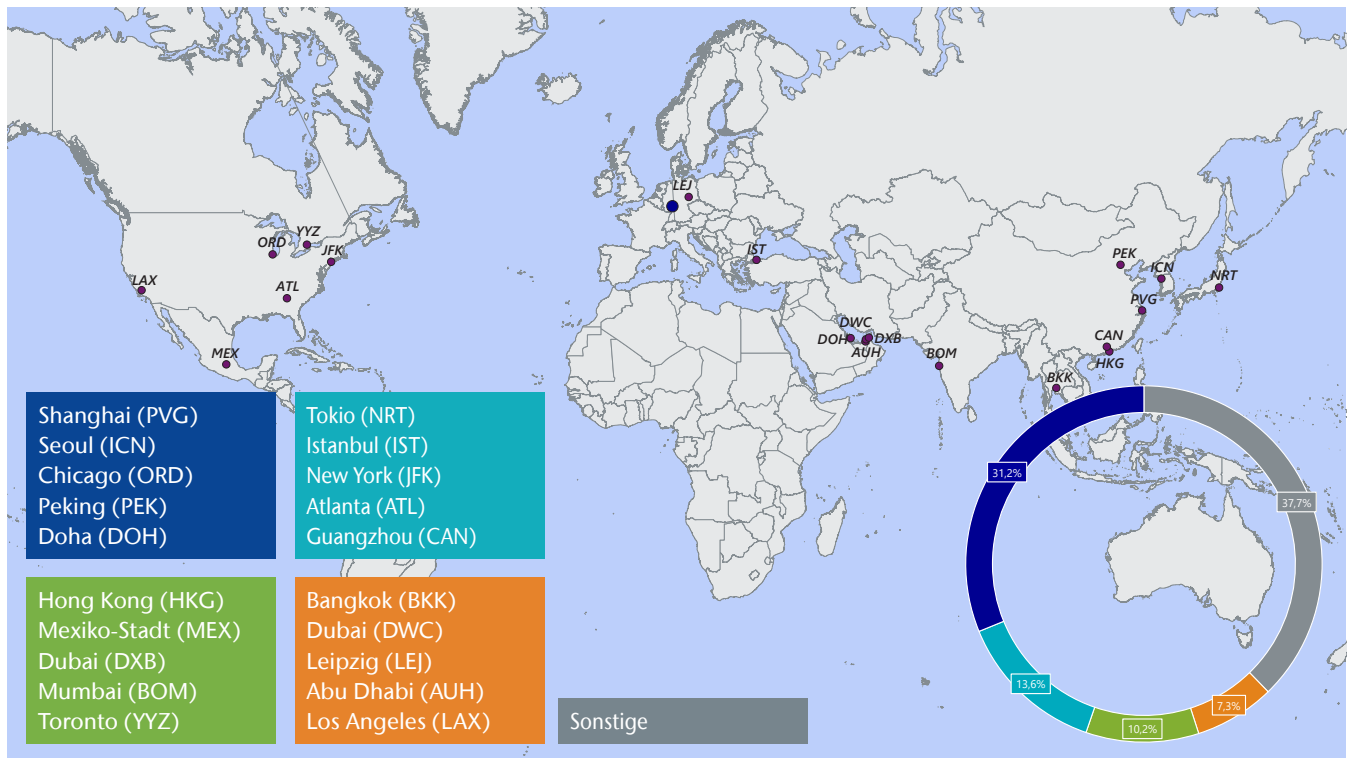 LEJ
YYZ
ORD
JFK
IST
PEK
ICN
NRT
LAX
ATL
PVG
DWC
DOH
DXB
AUH
CAN
HKG
MEX
BOM
BKK
Shanghai (PVG)
Seoul (ICN)
Chicago (ORD)
Peking (PEK)
Doha (DOH)
Tokio (NRT)
Istanbul (IST)
New York (JFK)
Atlanta (ATL)
Guangzhou (CAN)
Hong Kong (HKG)
Mexiko-Stadt (MEX)
Dubai (DXB)
Mumbai (BOM)
Toronto (YYZ)
Bangkok (BKK)
Dubai (DWC)
Leipzig (LEJ)
Abu Dhabi (AUH)
Los Angeles (LAX)
Sonstige
31,2%
37,7%
13,6%
7,3%
10,2%